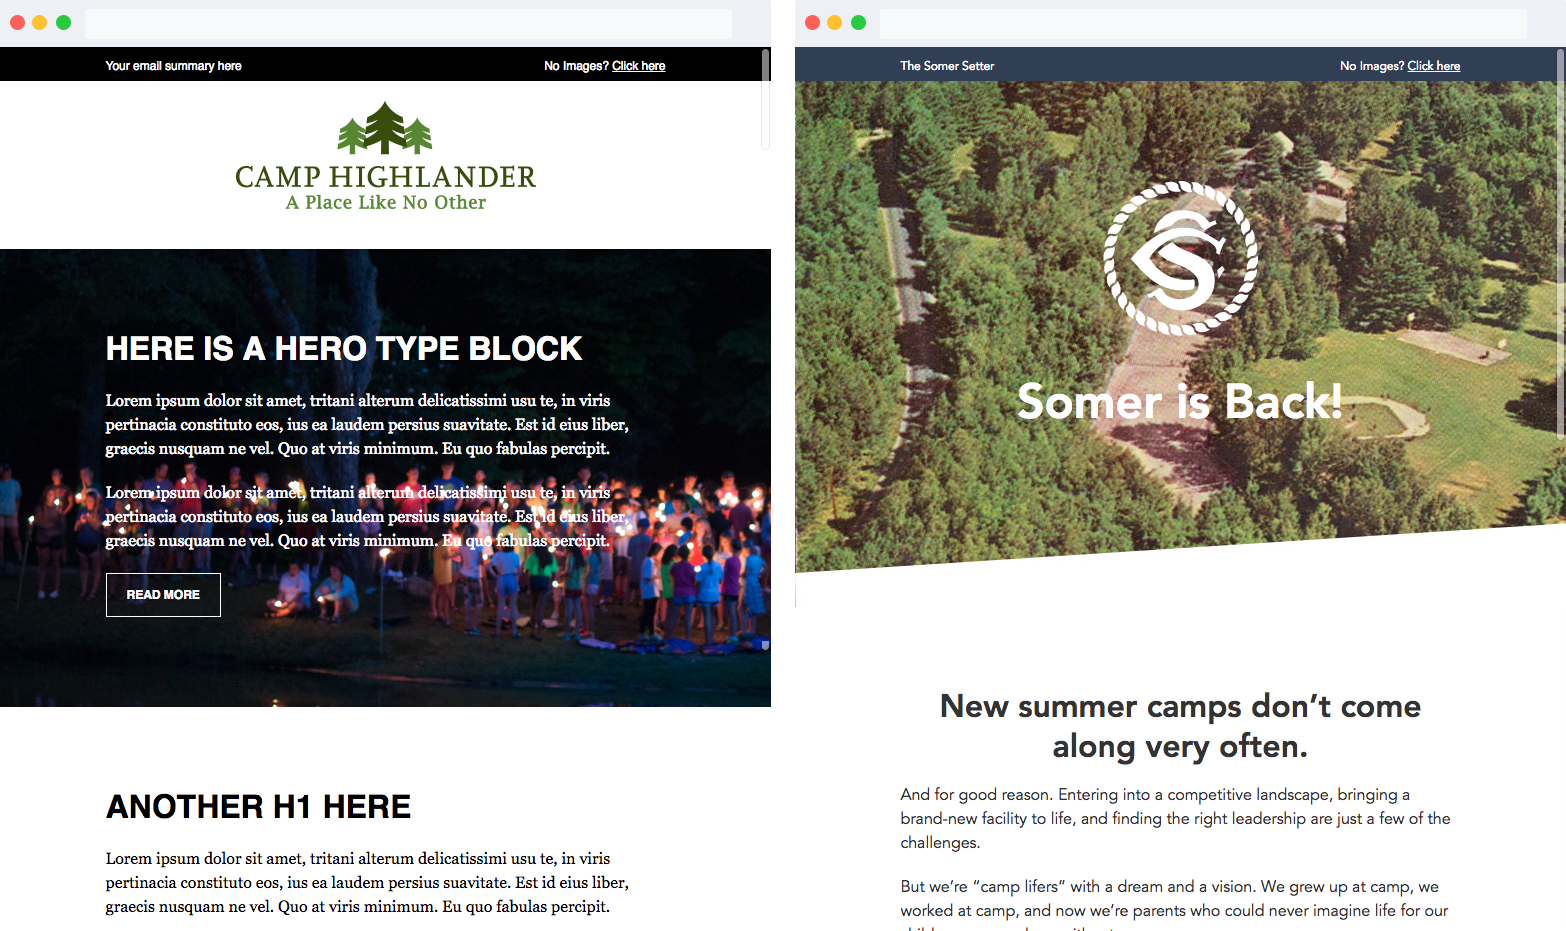 Your email summary here
No Images? Click here
CAMP HIGHLANDER
A Place Like No Other
HERE IS A HERO TYPE BLOCK
Lorem ipsum dolor sit amet, tritani alterum delicatissimi usu te, in viris
pertinacia constituto eos, ius ea laudem persius suavitate. Est id eius liber,
graecis nusquam ne vel. Quo at viris minimum. Eu quo fabulas percipit.
Lorem ipsum dolor sit amet, tritani alterum delicatissimi usu te, in viris
pertinacia constituto eos, ius ea laudem persius suavitate. Est id eius liber,
graecis nusquam ne vel. Quo at viris minimum. Eu quo fabulas percipit.
READ MORE
ANOTHER H1 HERE
Lorem ipsum dolor sit amet, tritani alterum delicatissimi usu te, in viris
pertinacia constituto eos, ius ea laudem persius suavitate. Est id eius liber,
graecis nusquam ne vel. Quo at viris minimum. Eu quo fabulas percipit.
The Somer Setter
No Images? Click here
CS
Somer is Back!
New summer camps don’t come
along very often.
And for good reason. Entering into a competitive landscape, bringing a
brand-new facility to life, and finding the right leadership are just a few of the
challenges.
But we’re “camp lifers” with a dream and a vision. We grew up at camp, we
worked at camp, and now we’re parents who could never imagine life for our